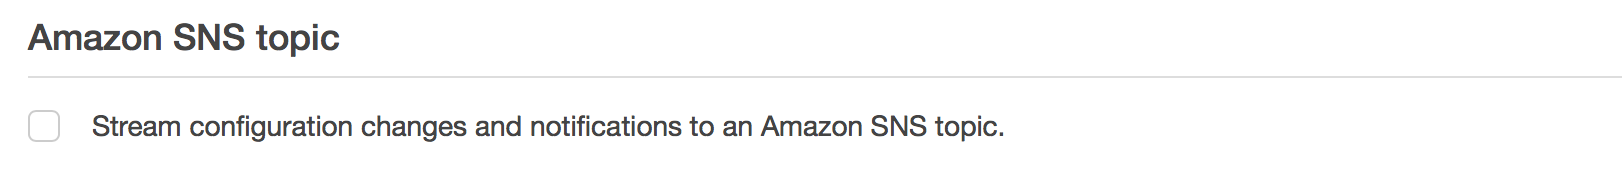 Amazon SNS topic
Stream configuration changes and notifications to an Amazon SNS topic.